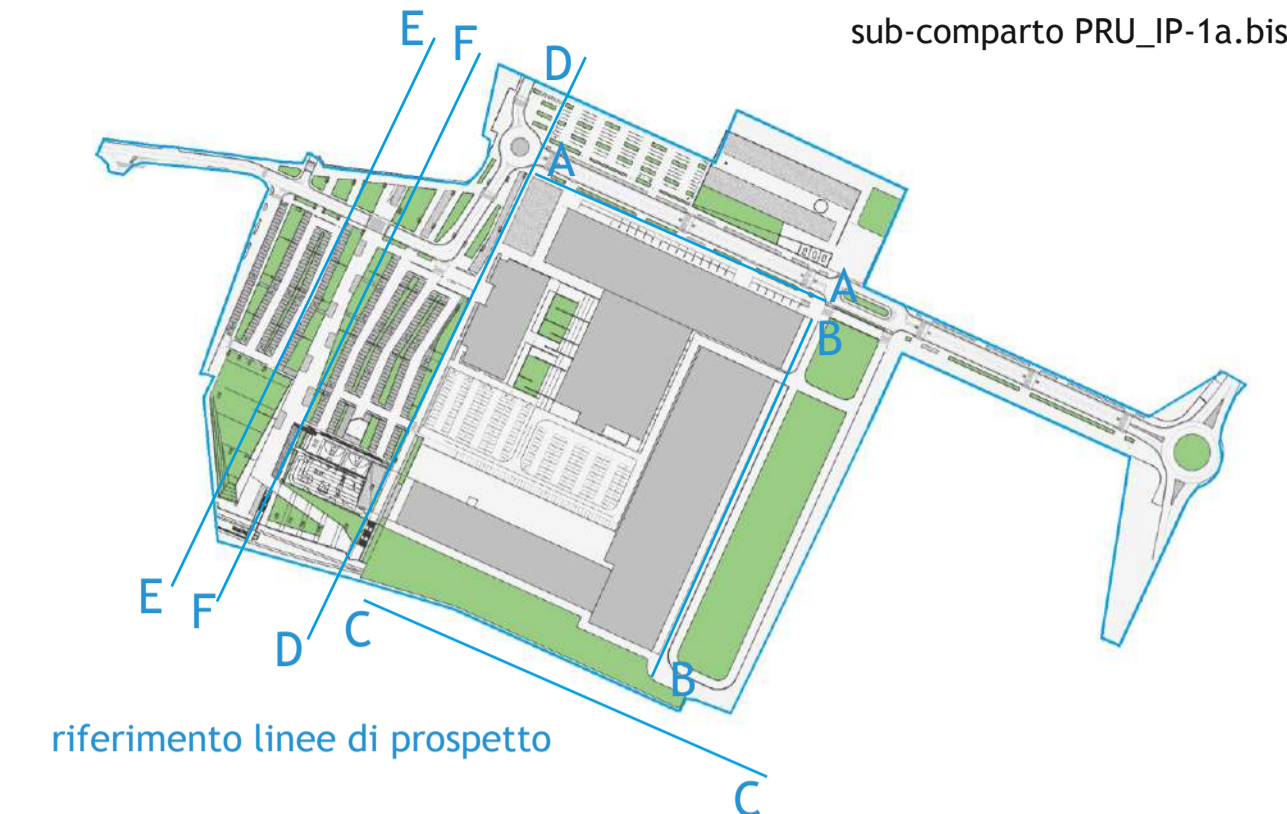 sub-comparto PRU_IP-1a.bis
E
F
D
A
A
B
E
F
D
C
B
riferimento linee di prospetto
C